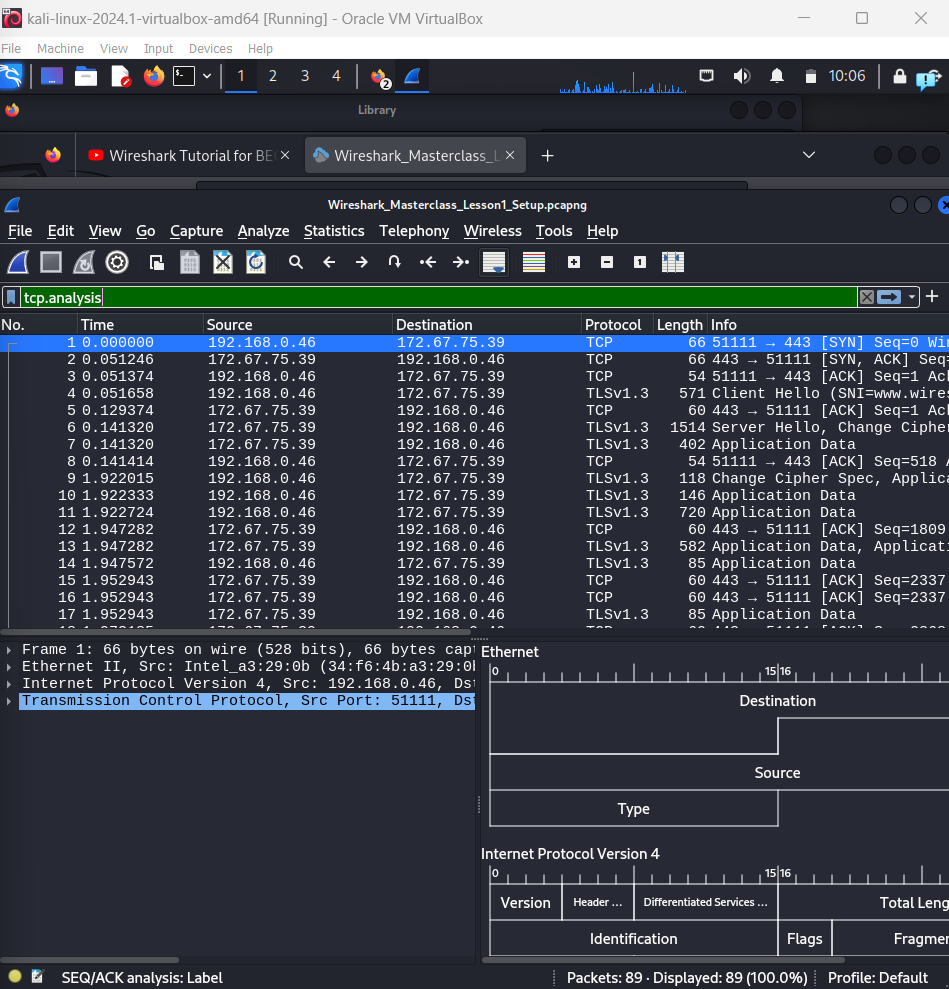 kali-linux-2024.1-virtualbox-amd64 [Running] - Oracle VM VirtualBox
File Machine View Input Devices Help
1 2 3 4 2 10:06
Library
Wireshark Tutorial for BE
Wireshark_Masterclass_L
Wireshark_Masterclass_Lesson1_Setup.pcapng
File Edit View Go Capture Analyze Statistics Telephony Wireless Tools Help
tcp.analysis
No. Time Source Destination Protocol Length Info
1 0.000000 192.168.0.46 172.67.75.39 TCP 66 51111 → 443 [SYN] Seq=0 Wi
2 0.051246 172.67.75.39 192.168.0.46 TCP 66 443 → 51111 [SYN, ACK] Seq=
3 0.051374 192.168.0.46 172.67.75.39 TCP 54 51111 → 443 [ACK] Seq=1 Ac
4 0.051658 192.168.0.46 172.67.75.39 TLSv1.3 571 Client Hello (SNI=www.wires
5 0.129374 172.67.75.39 192.168.0.46 TCP 60 443 → 51111 [ACK] Seq=1 Ac
6 0.141320 172.67.75.39 192.168.0.46 TLSv1.3 1514 Server Hello, Change Cipher
7 0.141320 172.67.75.39 192.168.0.46 TLSv1.3 402 Application Data
8 0.141414 192.168.0.46 172.67.75.39 TCP 54 51111 → 443 [ACK] Seq=518
9 1.922015 192.168.0.46 172.67.75.39 TLSv1.3 118 Change Cipher Spec, Applica
10 1.922333 192.168.0.46 172.67.75.39 TLSv1.3 146 Application Data
11 1.922724 192.168.0.46 172.67.75.39 TLSv1.3 720 Application Data
12 1.947282 172.67.75.39 192.168.0.46 TCP 60 443 → 51111 [ACK] Seq=1809
13 1.947282 172.67.75.39 192.168.0.46 TLSv1.3 582 Application Data, Applicati
14 1.947572 192.168.0.46 172.67.75.39 TLSv1.3 85 Application Data
15 1.952943 172.67.75.39 192.168.0.46 TCP 60 443 → 51111 [ACK] Seq=2337
16 1.952943 172.67.75.39 192.168.0.46 TCP 60 443 → 51111 [ACK] Seq=2337
17 1.952943 172.67.75.39 192.168.0.46 TLSv1.3 85 Application Data
Frame 1: 66 bytes on wire (528 bits), 66 bytes capt
Ethernet II, Src: Intel_a3:29:0b (34:f6:4b:a3:29:0b
Internet Protocol Version 4, Src: 192.168.0.46, Dst
Transmission Control Protocol, Src Port: 51111, Dst
Ethernet
0 15 16
Destination
Source
Type
Internet Protocol Version 4
0 15 16
Version Header ... Differentiated Services ... Total Leng
Identification Flags Fragmen
SEQ/ACK analysis: Label
Packets: 89 · Displayed: 89 (100.0%)
Profile: Default